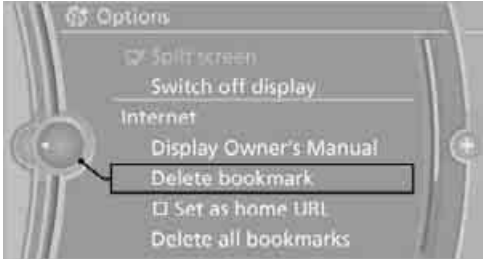 Options
Split screen
Switch off display
Internet
Display Owner's Manual
Delete bookmark
Set as home URL
Delete all bookmarks